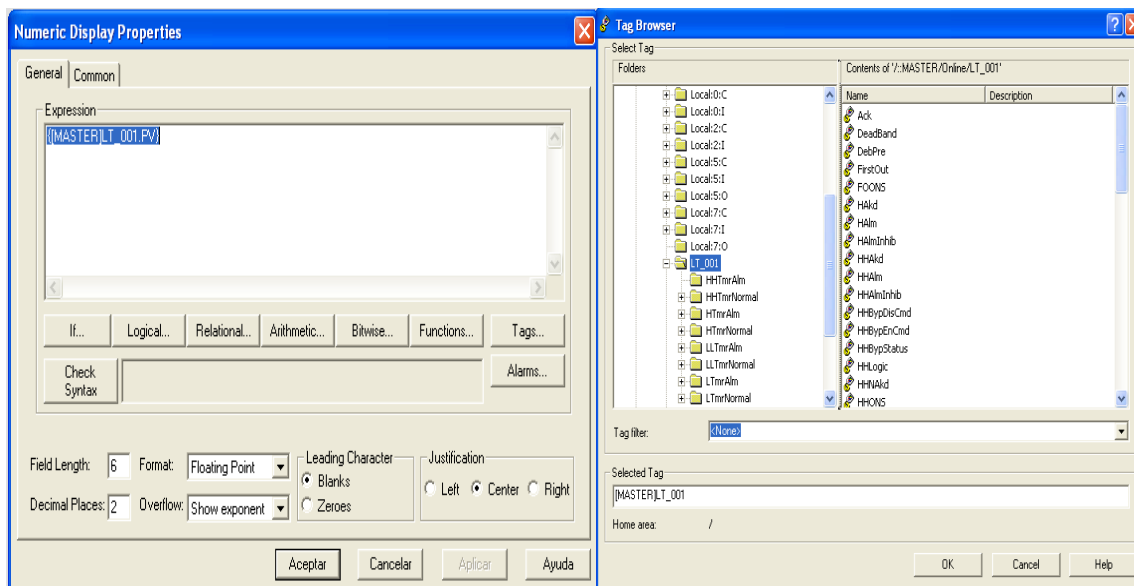 Numeric Display Properties
General Common
Expression
{[MASTER]LT_001.PV}
If... Logical... Relational... Arithmetic... Bitwise... Functions... Tags...
Check Syntax
Alarms...
Field Length: 6 Format: Floating Point
Decimal Places: 2 Overflow: Show exponent
Leading Character
Blanks
Zeroes
Justification
Left Center Right
Aceptar Cancelar Aplicar Ayuda
Tag Browser
Select Tag
Folders
Local:0:C
Local:0:I
Local:2:C
Local:2:I
Local:5:C
Local:5:I
Local:5:O
Local:7:C
Local:7:I
Local:7:O
LT_001
HHTmrAlm
HHTmrNormal
HTmrAlm
HTmrNormal
LLTmrAlm
LLTmrNormal
LTmrAlm
LTmrNormal
Contents of '/::MASTER/Online/LT_001'
Name Description
Ack
DeadBand
DebPre
FirstOut
FOONS
HAkd
HAlm
HAlmInhib
HHAkd
HHAlm
HHAlmInhib
HHBypDisCmd
HHBypEnCmd
HHBypStatus
HHLogic
HHNAkd
HHONS
Tag filter: <None>
Selected Tag
[MASTER]LT_001
Home area: /
OK Cancel Help